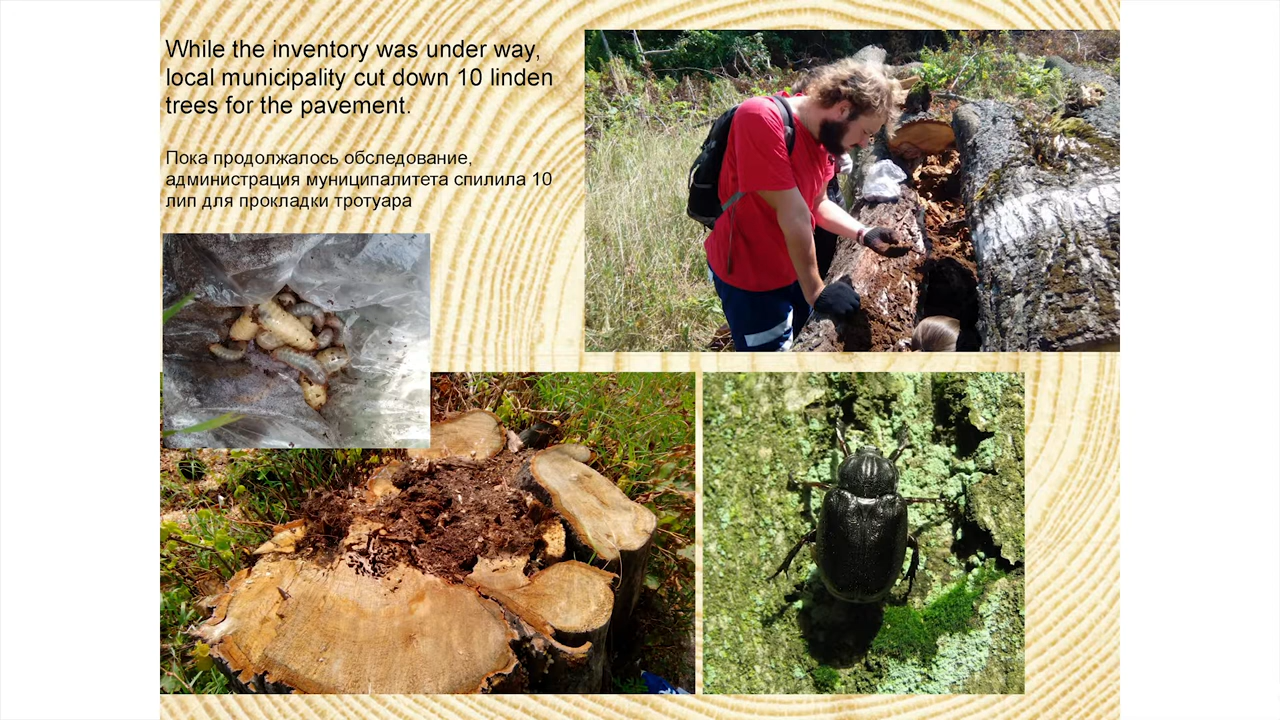 While the inventory was under way,
local municipality cut down 10 linden
trees for the pavement.
Пока продолжалось обследование,
администрация муниципалитета спилила 10
лип для прокладки тротуара